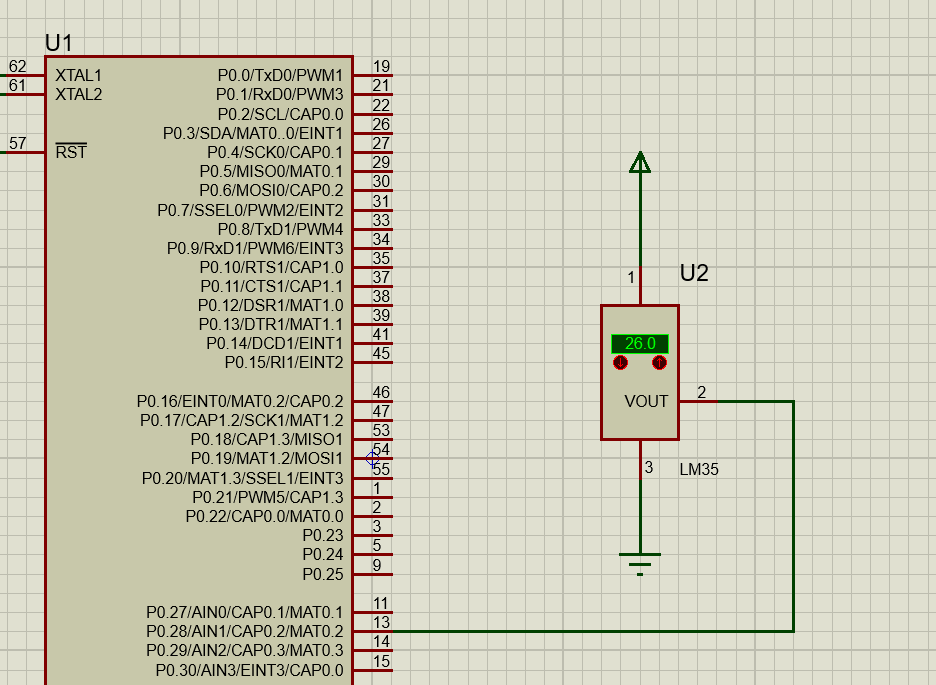 U1
62 XTAL1 P0.0/TxD0/PWM1 19
61 XTAL2 P0.1/RxD0/PWM3 21
P0.2/SCL/CAP0.0 22
P0.3/SDA/MAT0..0/EINT1 26
57 RST P0.4/SCK0/CAP0.1 27
P0.5/MISO0/MAT0.1 29
P0.6/MOSI0/CAP0.2 30
P0.7/SSEL0/PWM2/EINT2 31
P0.8/TxD1/PWM4 33
P0.9/RxD1/PWM6/EINT3 34
P0.10/RTS1/CAP1.0 35
P0.11/CTS1/CAP1.1 37
P0.12/DSR1/MAT1.0 38
P0.13/DTR1/MAT1.1 39
P0.14/DCD1/EINT1 41
P0.15/RI1/EINT2 45
P0.16/EINT0/MAT0.2/CAP0.2 46
P0.17/CAP1.2/SCK1/MAT1.2 47
P0.18/CAP1.3/MISO1 53
P0.19/MAT1.2/MOSI1 54
P0.20/MAT1.3/SSEL1/EINT3 55
P0.21/PWM5/CAP1.3 1
P0.22/CAP0.0/MAT0.0 2
P0.23 3
P0.24 5
P0.25 9
P0.27/AIN0/CAP0.1/MAT0.1 11
P0.28/AIN1/CAP0.2/MAT0.2 13
P0.29/AIN2/CAP0.3/MAT0.3 14
P0.30/AIN3/EINT3/CAP0.0 15
U2
1
26.0
VOUT 2
3
LM35